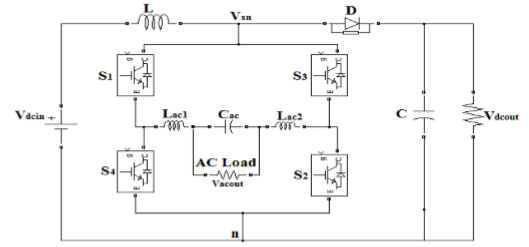 L
Vsn
D
S1
g
C
E
S3
g
C
E
Vdcin
+
Lac1
Cac
Lac2
C
Vdcout
AC Load
Vacout
S4
g
C
E
S2
g
C
E
n